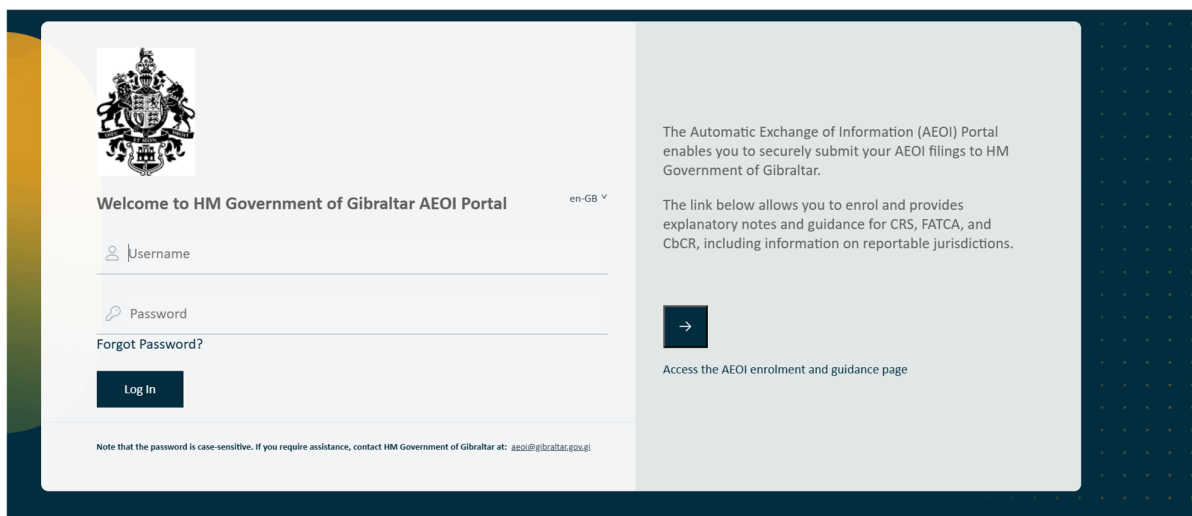 DIEU ET MON DROIT
Welcome to HM Government of Gibraltar AEOI Portal
en-GB
Username
Password
Forgot Password?
Log In
Note that the password is case-sensitive. If you require assistance, contact HM Government of Gibraltar at: aeoi@gibraltar.gov.gi
The Automatic Exchange of Information (AEOI) Portal
enables you to securely submit your AEOI filings to HM
Government of Gibraltar.
The link below allows you to enrol and provides
explanatory notes and guidance for CRS, FATCA, and
CbCR, including information on reportable jurisdictions.
Access the AEOI enrolment and guidance page